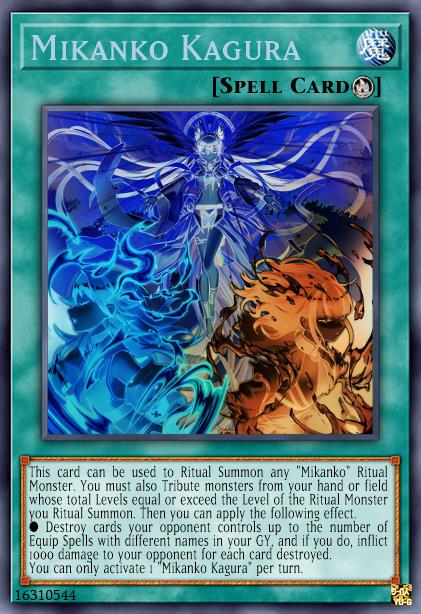 Mikanko Kagura
魔
[Spell Card]
This card can be used to Ritual Summon any "Mikanko" Ritual
Monster. You must also Tribute monsters from your hand or field
whose total Levels equal or exceed the Level of the Ritual Monster
you Ritual Summon. Then you can apply the following effect.
● Destroy cards your opponent controls up to the number of
Equip Spells with different names in your GY, and if you do, inflict
1000 damage to your opponent for each card destroyed.
You can only activate 1 "Mikanko Kagura" per turn.
16310544